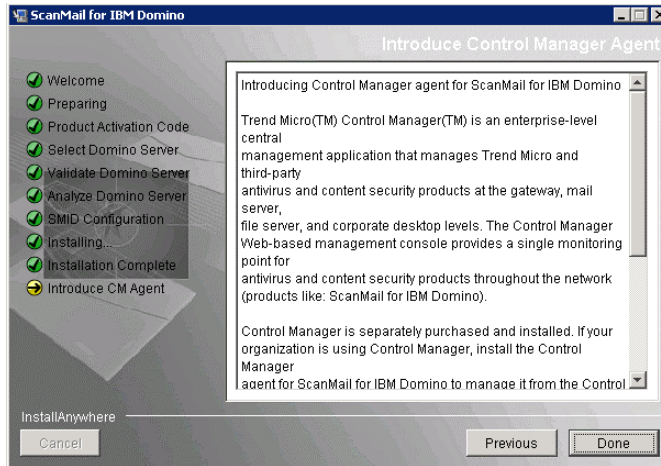 ScanMail for IBM Domino
Introduce Control Manager Agent
Welcome
Preparing
Product Activation Code
Select Domino Server
Validate Domino Server
Analyze Domino Server
SMID Configuration
Installing...
Installation Complete
Introduce CM Agent
Introducing Control Manager agent for ScanMail for IBM Domino
Trend Micro(TM) Control Manager(TM) is an enterprise-level
central
management application that manages Trend Micro and
third-party
antivirus and content security products at the gateway, mail
server,
file server, and corporate desktop levels. The Control Manager
Web-based management console provides a single monitoring
point for
antivirus and content security products throughout the network
(products like: ScanMail for IBM Domino).
Control Manager is separately purchased and installed. If your
organization is using Control Manager, install the Control
Manager
agent for ScanMail for IBM Domino to manage it from the Control
InstallAnywhere
Cancel
Previous
Done